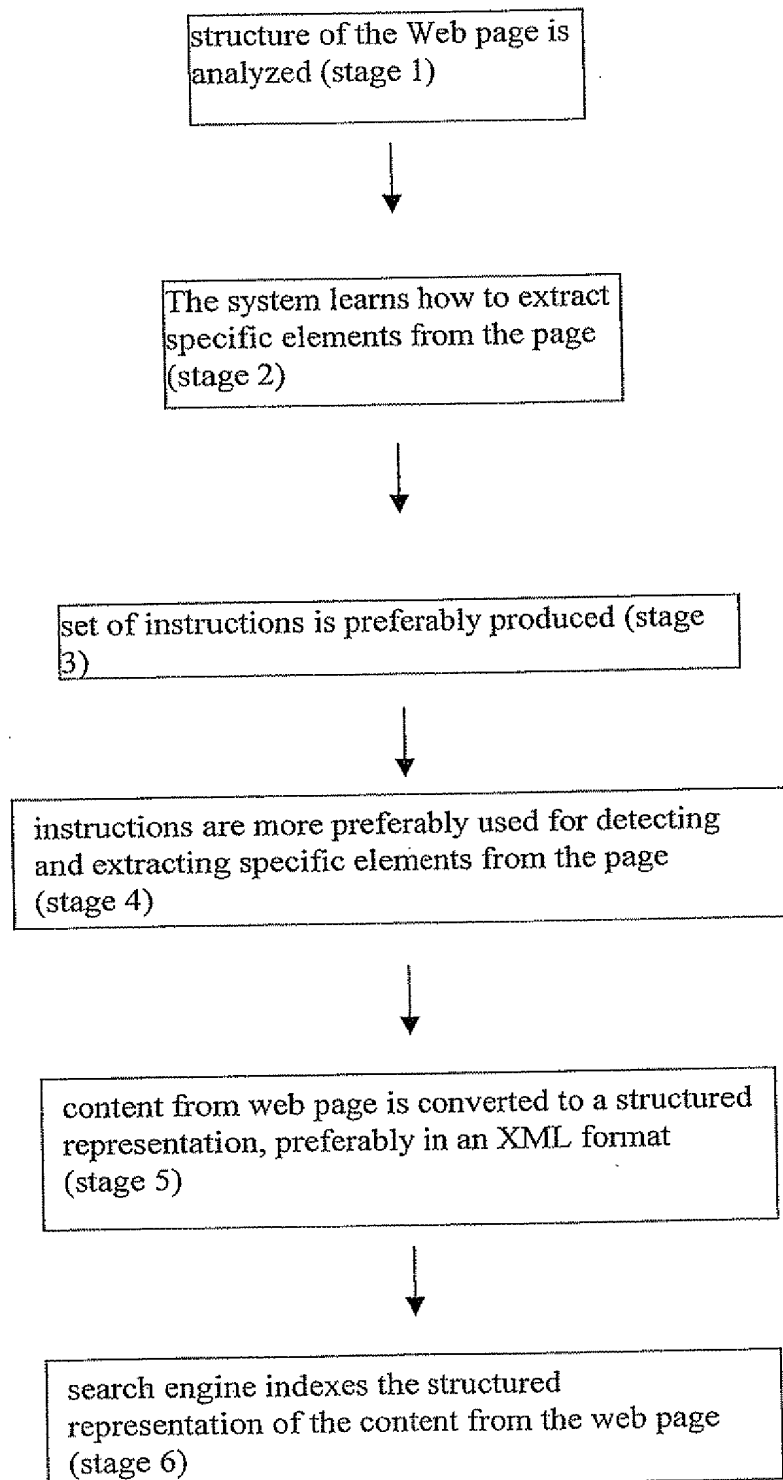 structure of the Web page is
analyzed (stage 1)
The system learns how to extract
specific elements from the page
(stage 2)
set of instructions is preferably produced (stage
3)
instructions are more preferably used for detecting
and extracting specific elements from the page
(stage 4)
content from web page is converted to a structured
representation, preferably in an XML format
(stage 5)
search engine indexes the structured
representation of the content from the web page
(stage 6)